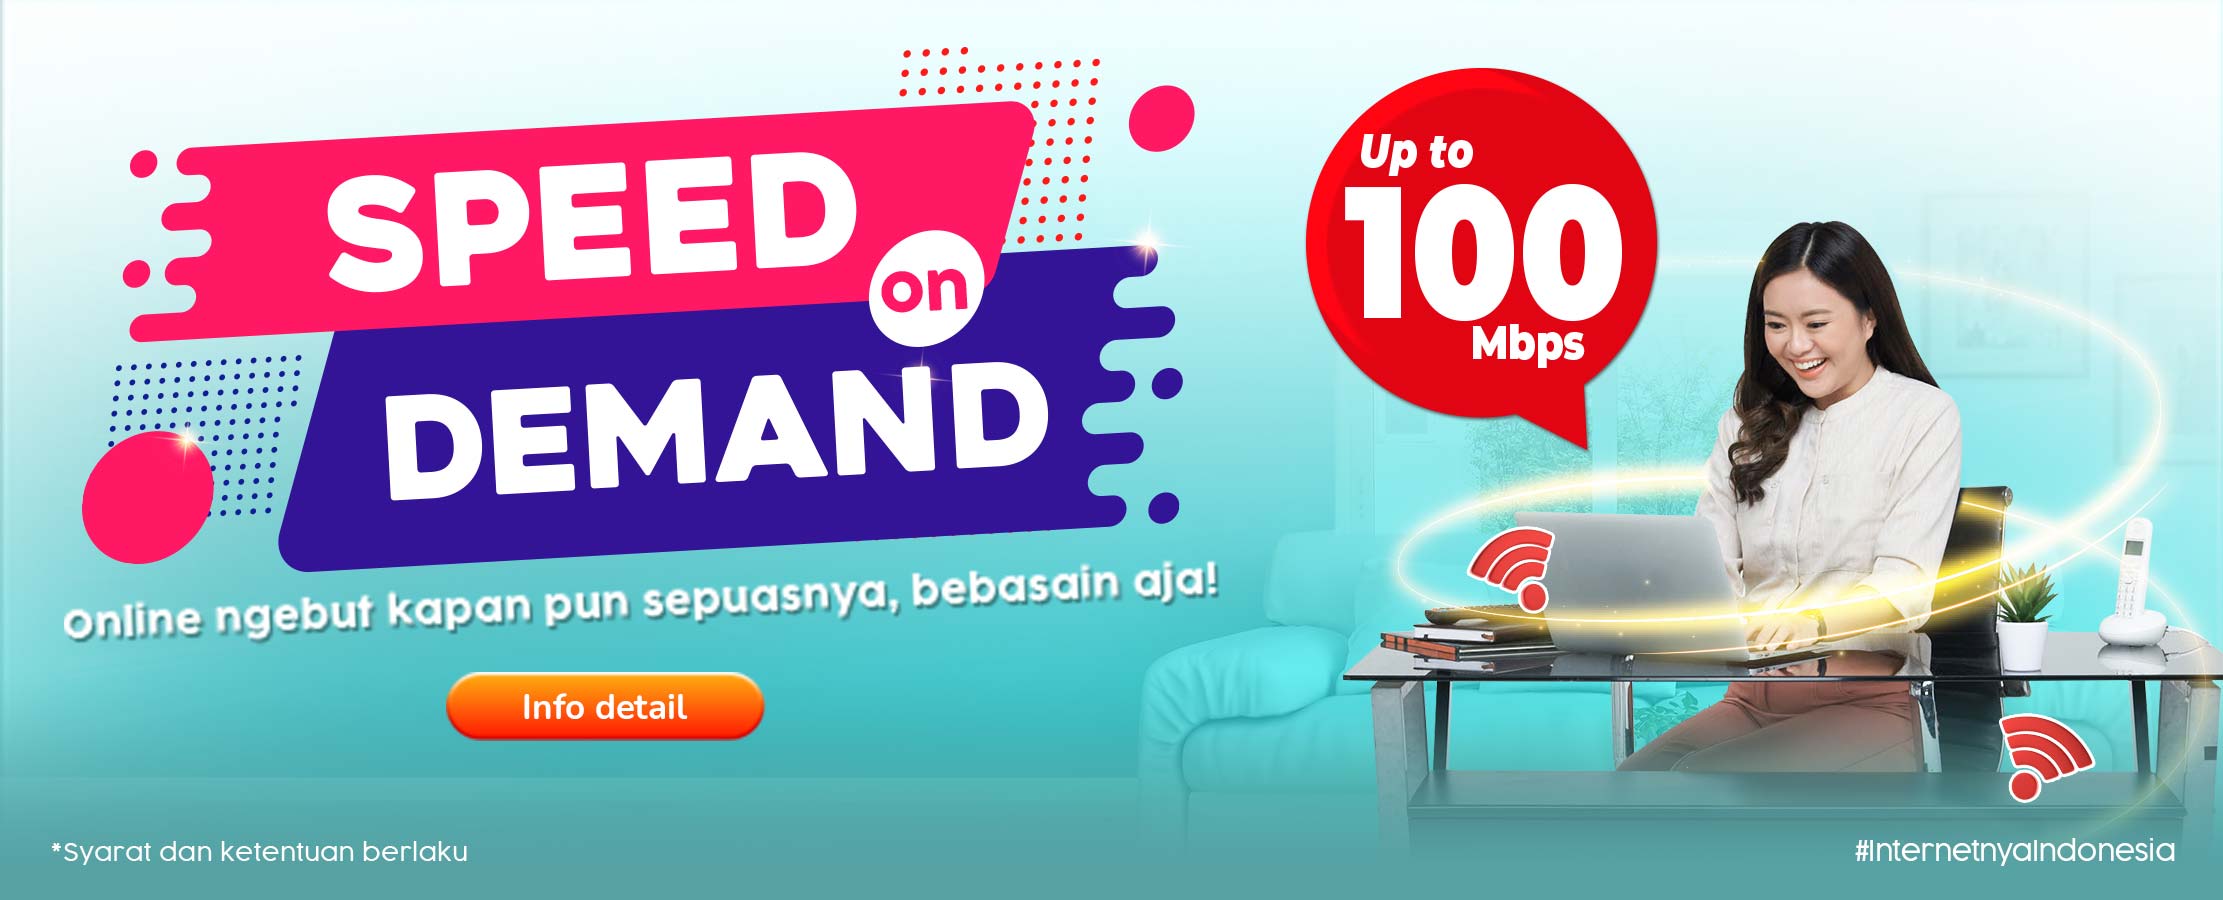 SPEED
on
DEMAND
Online ngebut kapan pun sepuasnya, bebasain aja!
Info detail
Up to
100
Mbps
*Syarat dan ketentuan berlaku
#InternetnyaIndonesia